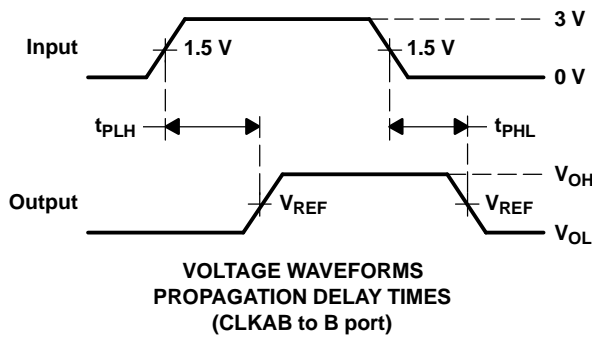 3 V
Input
1.5 V
1.5 V
0 V
tPLH
tPHL
VOH
Output
VREF
VREF
VOL
VOLTAGE WAVEFORMS
PROPAGATION DELAY TIMES
(CLKAB to B port)